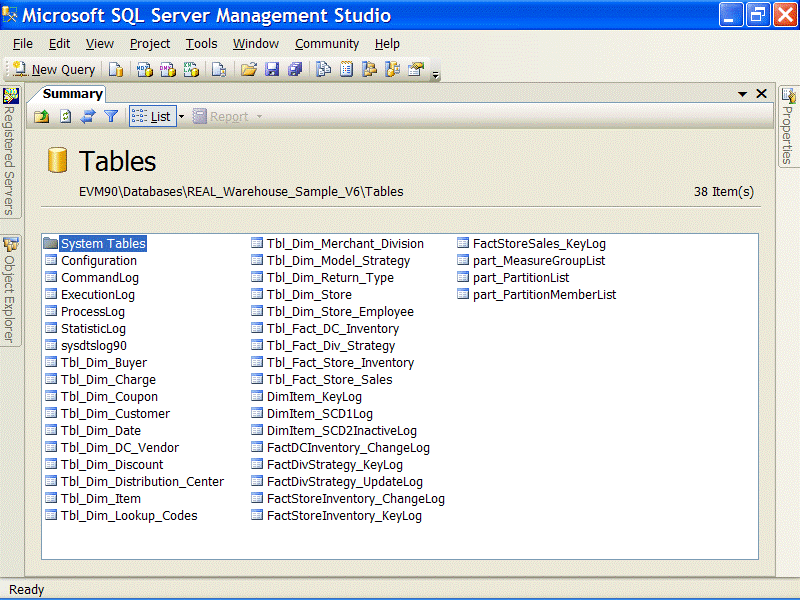 Microsoft SQL Server Management Studio
File Edit View Project Tools Window Community Help
New Query
Registered Servers
Object Explorer
Summary
List Report
Tables
EVM90\Databases\REAL_Warehouse_Sample_V6\Tables 38 Item(s)
System Tables
Configuration
CommandLog
ExecutionLog
ProcessLog
StatisticLog
sysdtslog90
Tbl_Dim_Buyer
Tbl_Dim_Charge
Tbl_Dim_Coupon
Tbl_Dim_Customer
Tbl_Dim_Date
Tbl_Dim_DC_Vendor
Tbl_Dim_Discount
Tbl_Dim_Distribution_Center
Tbl_Dim_Item
Tbl_Dim_Lookup_Codes
Tbl_Dim_Merchant_Division
Tbl_Dim_Model_Strategy
Tbl_Dim_Return_Type
Tbl_Dim_Store
Tbl_Dim_Store_Employee
Tbl_Fact_DC_Inventory
Tbl_Fact_Div_Strategy
Tbl_Fact_Store_Inventory
Tbl_Fact_Store_Sales
DimItem_KeyLog
DimItem_SCD1Log
DimItem_SCD2InactiveLog
FactDCInventory_ChangeLog
FactDivStrategy_KeyLog
FactDivStrategy_UpdateLog
FactStoreInventory_ChangeLog
FactStoreInventory_KeyLog
FactStoreSales_KeyLog
part_MeasureGroupList
part_PartitionList
part_PartitionMemberList
Properties
Ready